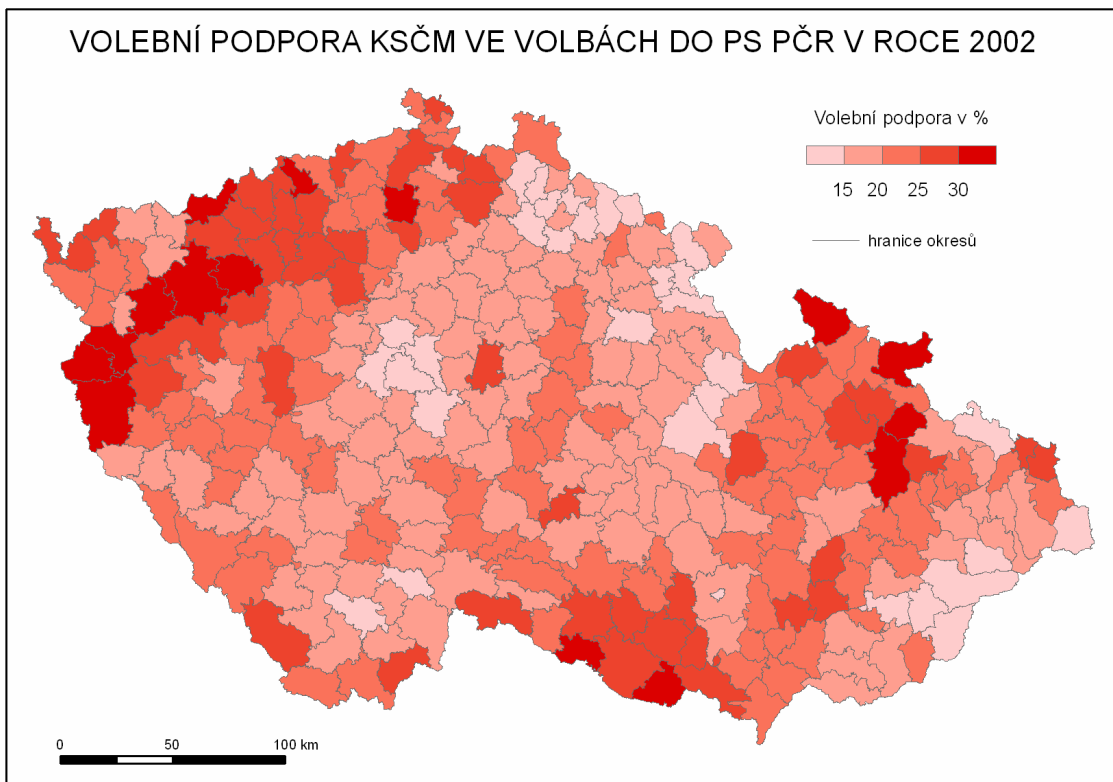 VOLEBNÍ PODPORA KSČM VE VOLBÁCH DO PS PČR V ROCE 2002
Volební podpora v %
15 20 25 30
hranice okresů
0 50 100 km